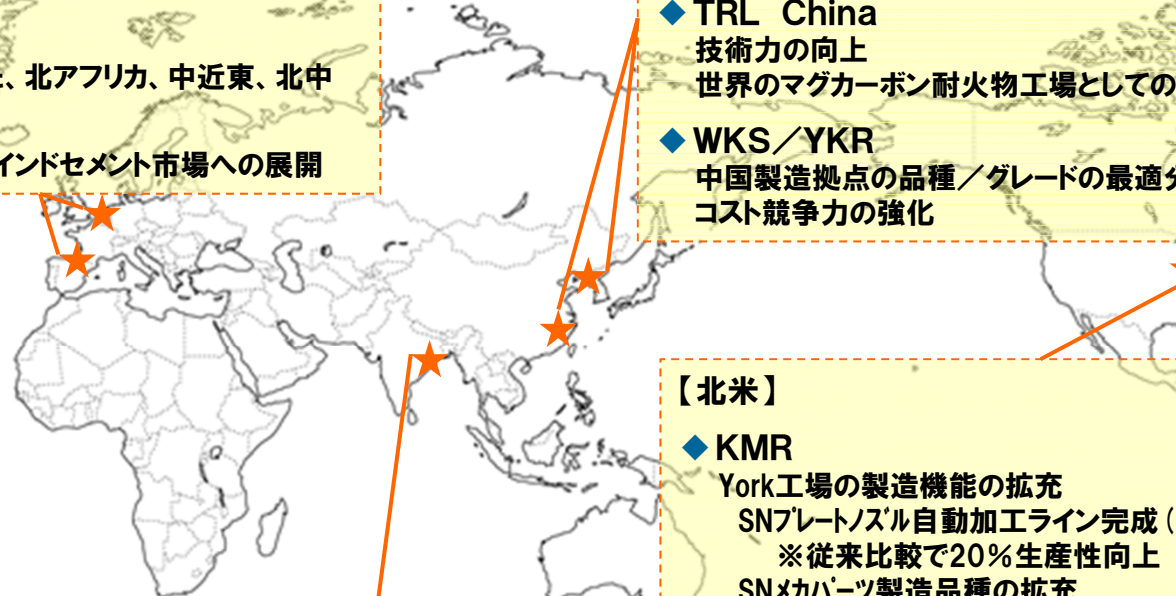 、北アフリカ、中近東、北中
インドセメント市場への展開
◆ TRL China
技術力の向上
世界のマグカーボン耐火物工場としての
◆ WKS／YKR
中国製造拠点の品種／グレードの最適分
コスト競争力の強化
【北米】
◆ KMR
York工場の製造機能の拡充
SNプレートノズル自動加工ライン完成（
※従来比較で20％生産性向上
SNメカパーツ製造品種の拡充